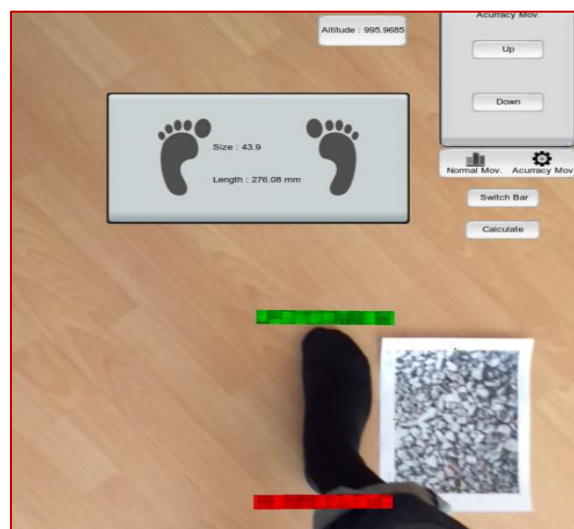 Altitude : 995.9685
Acurracy Mov.
Up
Down
Size : 43.9
Length : 276.08 mm
Normal Mov.
Acurracy Mov
Switch Bar
Calculate